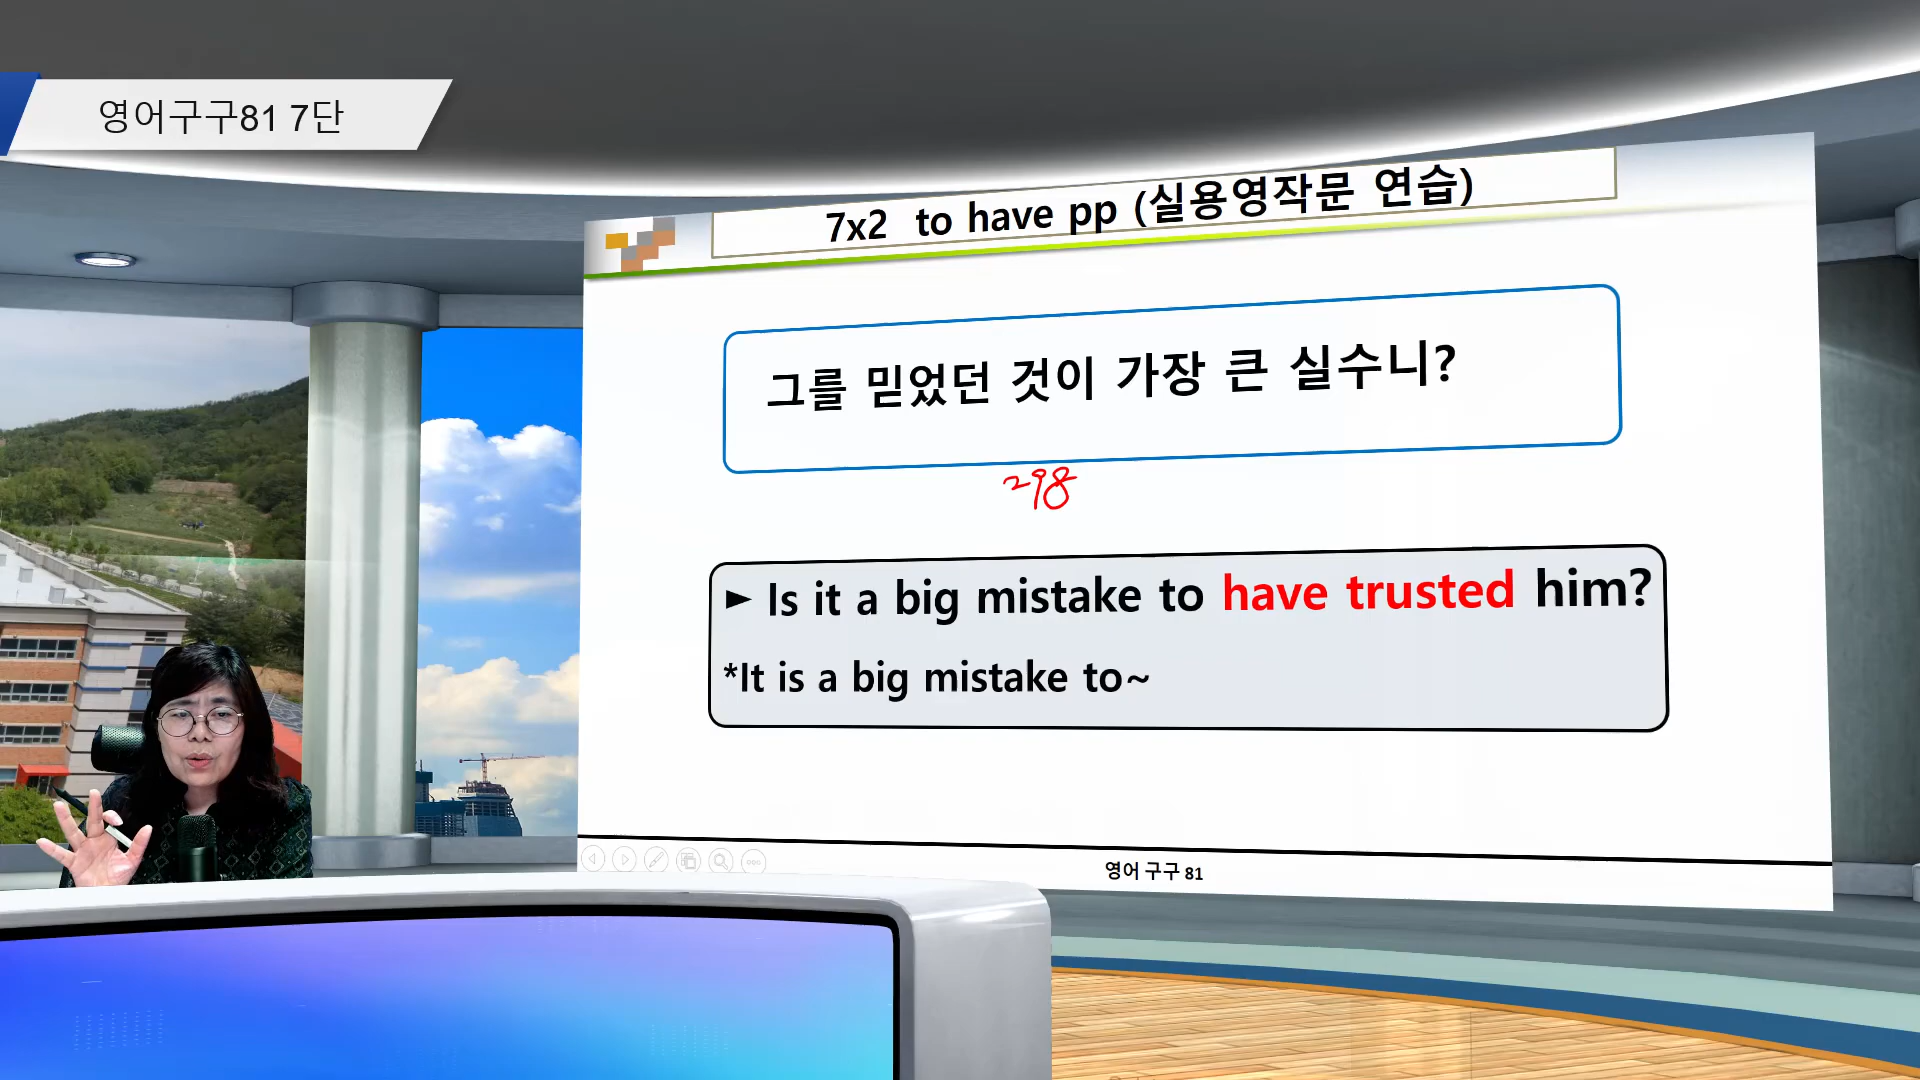 영어구구81 7단
7x2 to have pp (실용영작문 연습)
그를 믿었던 것이 가장 큰 실수니?
298
► Is it a big mistake to have trusted him?
*It is a big mistake to~
영어 구구 81